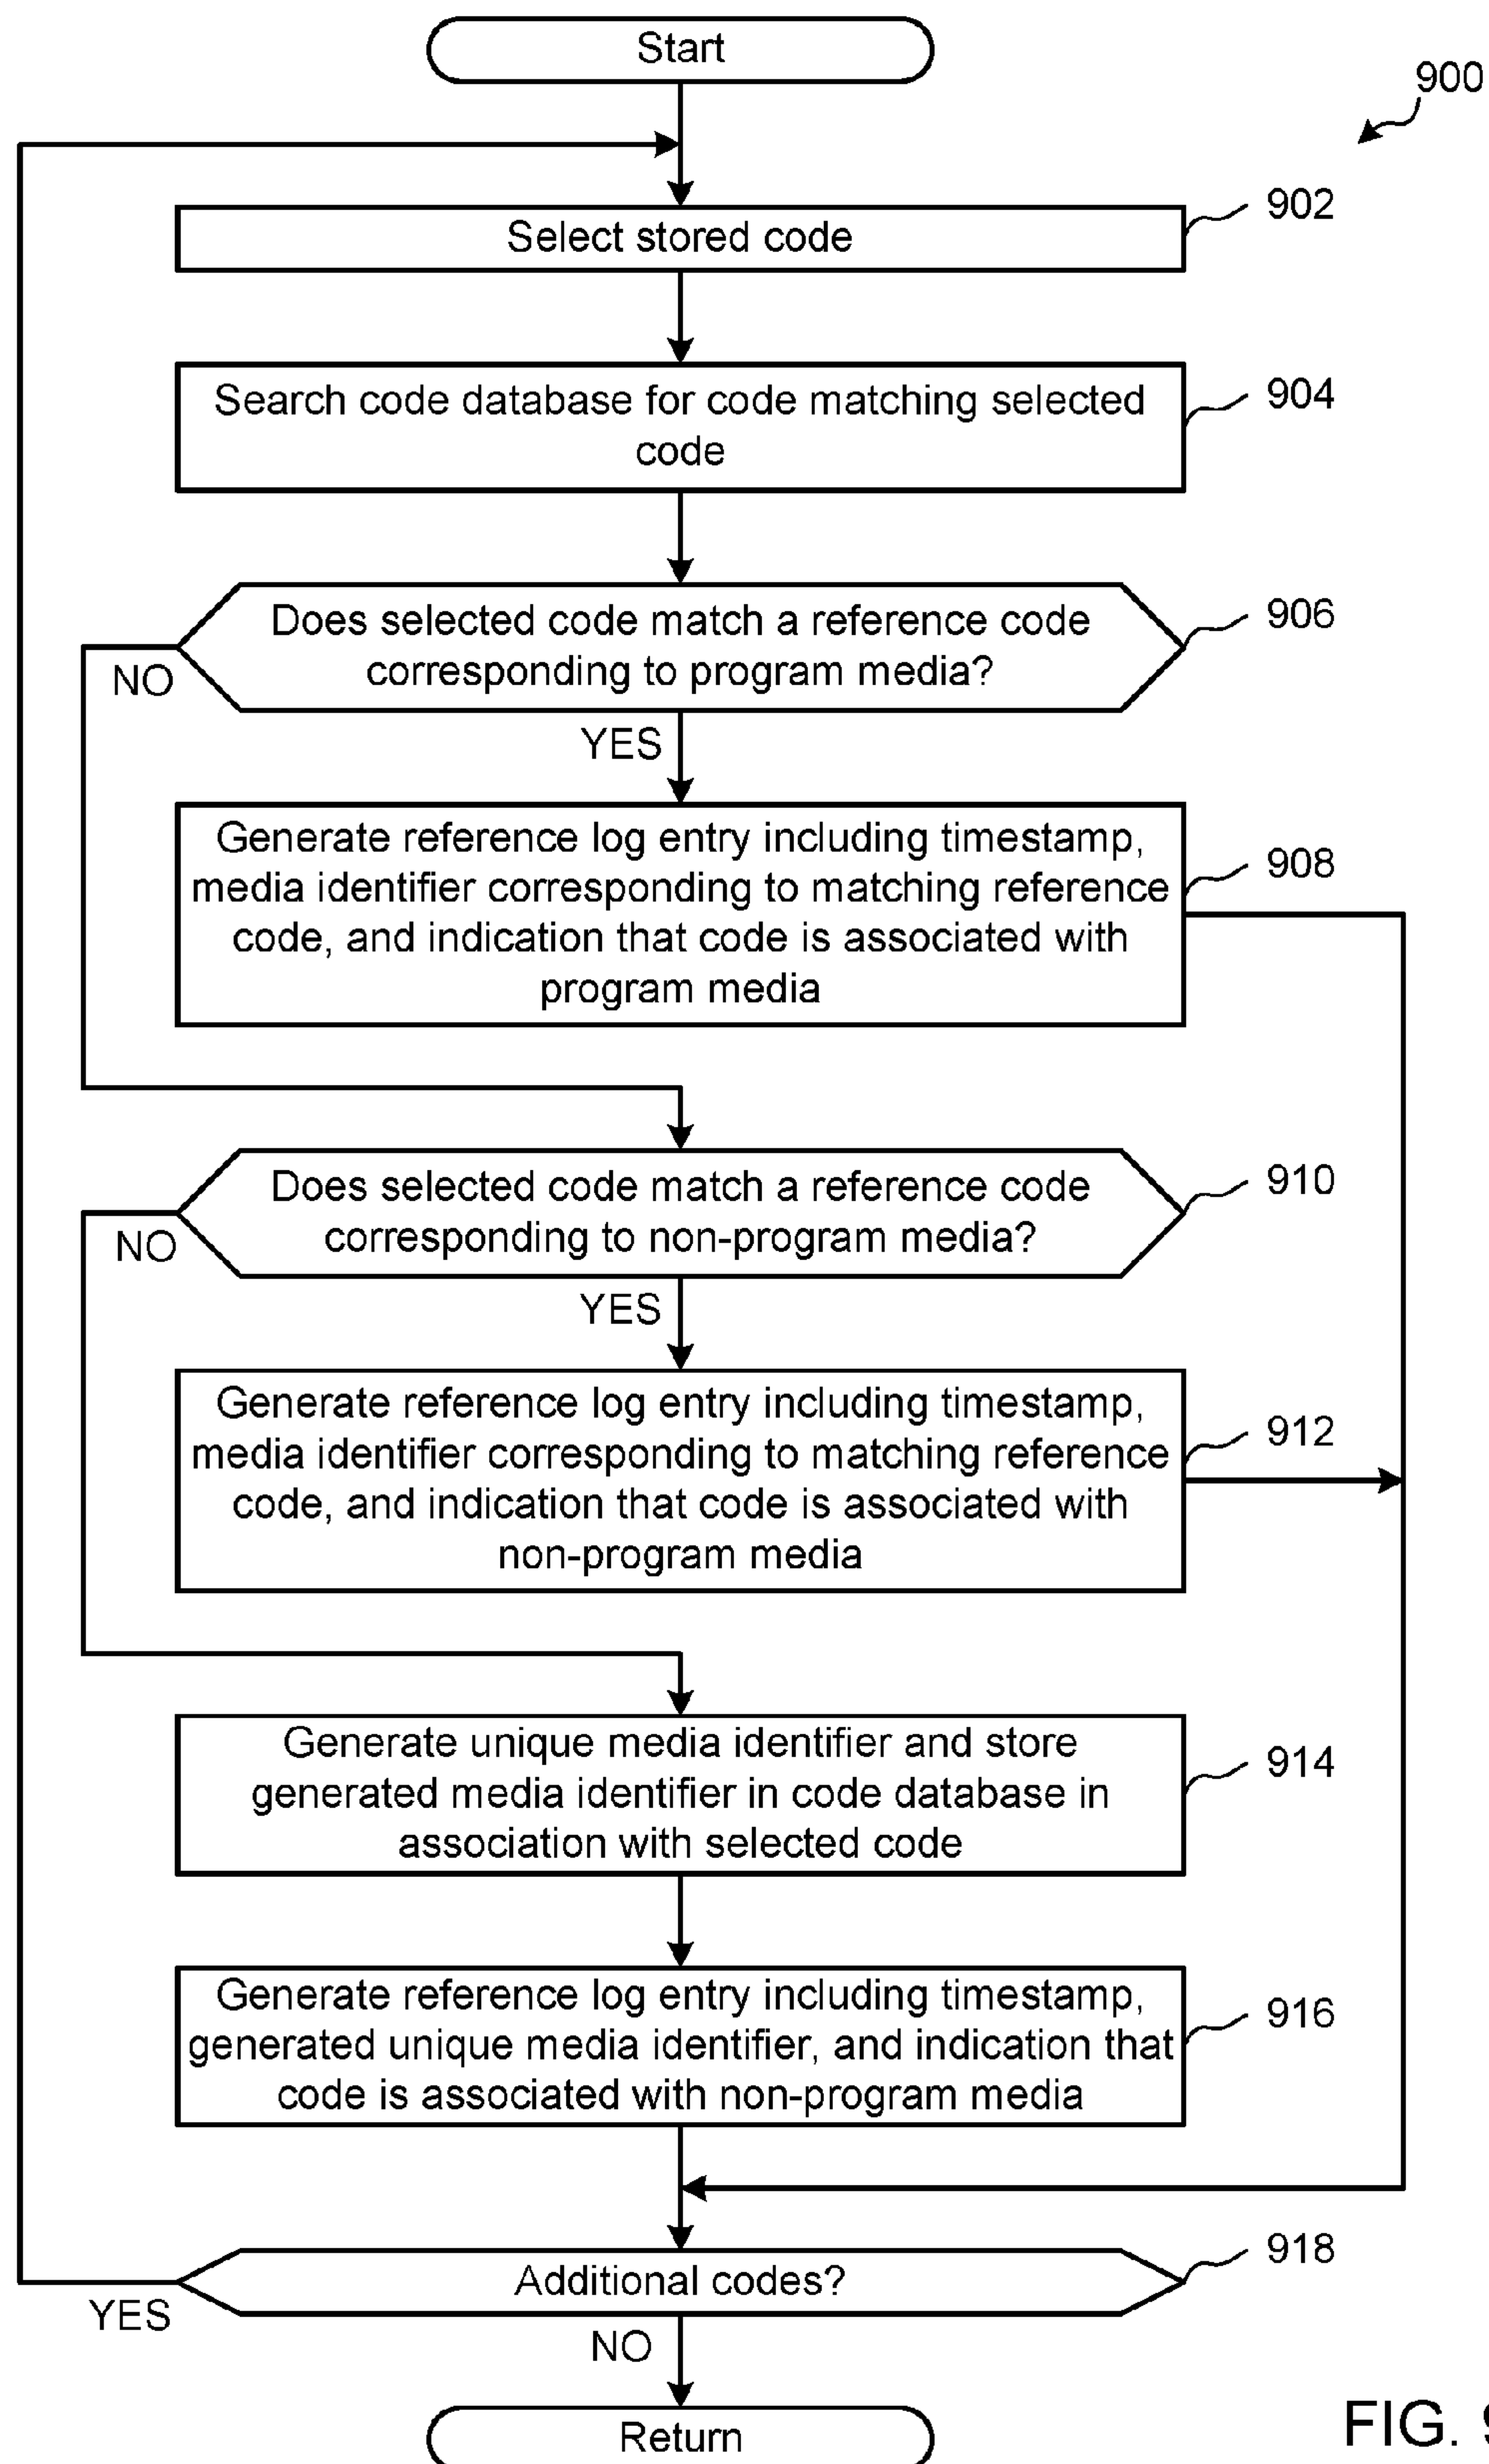 Start
900
Select stored code
902
Search code database for code matching selected
code
904
Does selected code match a reference code
corresponding to program media?
906
NO
YES
Generate reference log entry including timestamp,
media identifier corresponding to matching reference
code, and indication that code is associated with
program media
908
Does selected code match a reference code
corresponding to non-program media?
910
NO
YES
Generate reference log entry including timestamp,
media identifier corresponding to matching reference
code, and indication that code is associated with
non-program media
912
Generate unique media identifier and store
generated media identifier in code database in
association with selected code
914
Generate reference log entry including timestamp,
generated unique media identifier, and indication that
code is associated with non-program media
916
Additional codes?
918
YES
NO
Return
FIG. 9